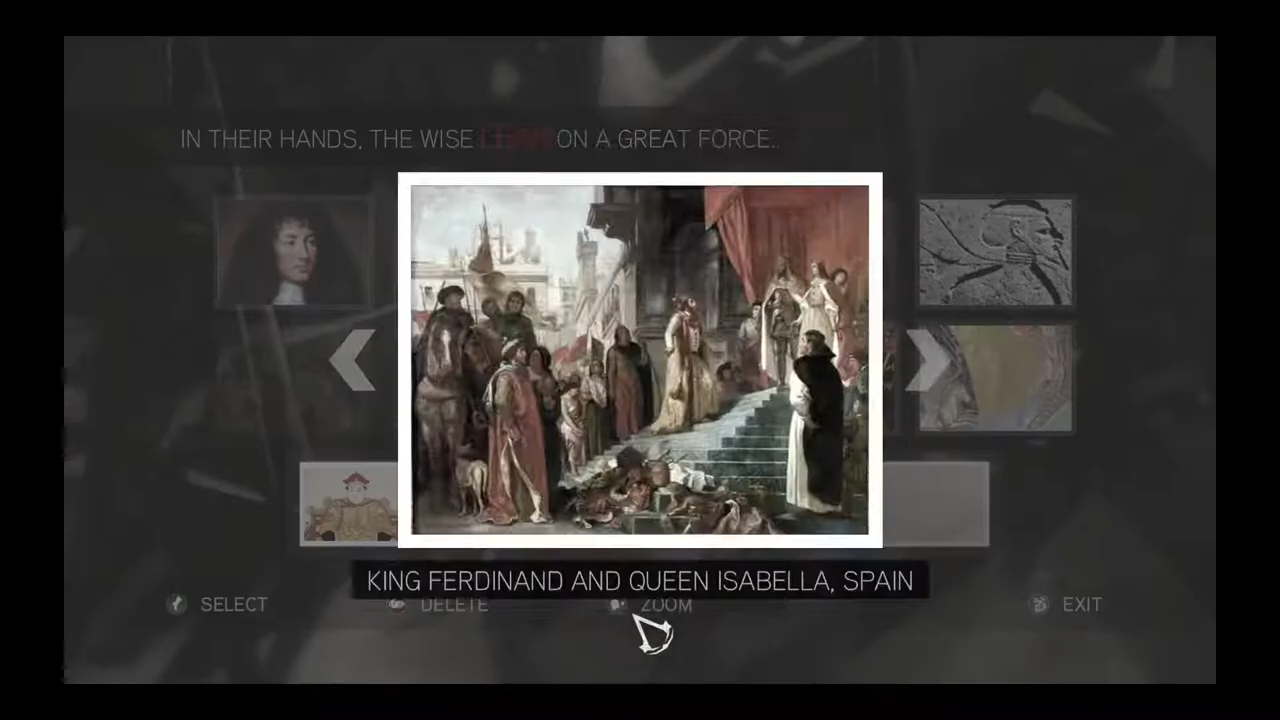 IN THEIR HANDS, THE WISE ON A GREAT FORCE..
KING FERDINAND AND QUEEN ISABELLA, SPAIN
SELECT
DELETE
ZOOM
EXIT